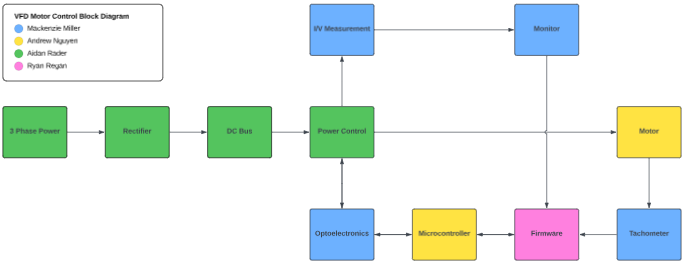 VFD Motor Control Block Diagram
Mackenzie Miller
Andrew Nguyen
Aidan Rader
Ryan Regan
I/V Measurement
Monitor
3 Phase Power
Rectifier
DC Bus
Power Control
Motor
Optoelectronics
Microcontroller
Firmware
Tachometer